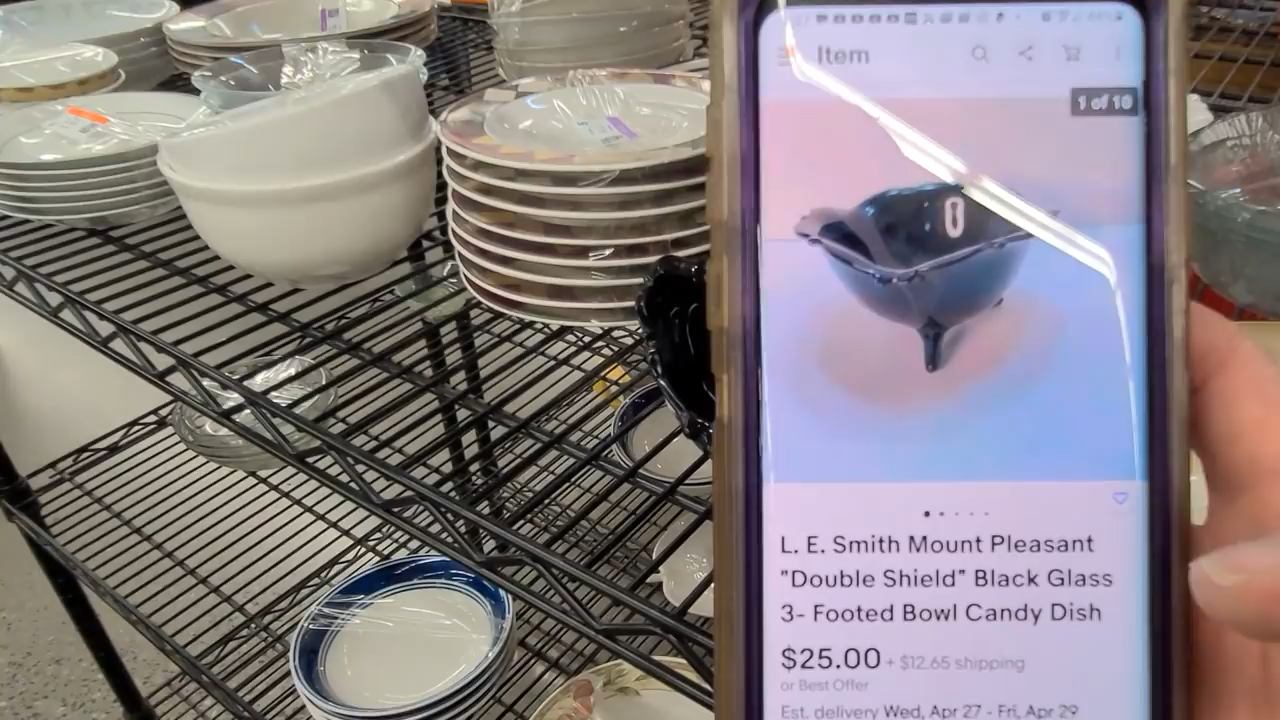 Item
1 of 10
L. E. Smith Mount Pleasant
"Double Shield" Black Glass
3- Footed Bowl Candy Dish
$25.00 + $12.65 shipping
or Best Offer
Est. delivery Wed, Apr 27 - Fri, Apr 29